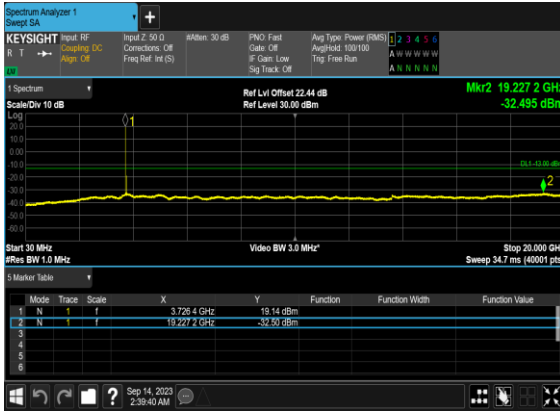 Spectrum Analyzer 1
Swept SA
+
KEYSIGHT Input: RF Input Z: 50 Ω #Atten: 30 dB PNO: Fast Avg Type: Power (RMS) 1 2 3 4 5 6
R T Coupling: DC Corrections: Off Gate: Off Avg|Hold: 100/100 A W W W W W
Align: Off Freq Ref: Int (S) IF Gain: Low Trig: Free Run
Sig Track: Off A N N N N N
1 Spectrum Ref Lvl Offset 22.44 dB Mkr2 19.227 2 GHz
Scale/Div 10 dB Ref Level 30.00 dBm -32.495 dBm
Log
20.0
10.0
0.00
-10.0
-20.0
-30.0
-40.0
-50.0
-60.0
1
DL1 -13.00 dBm
2
Start 30 MHz Video BW 3.0 MHz* Stop 20.000 GHz
#Res BW 1.0 MHz Sweep 34.7 ms (40001 pts)
5 Marker Table
Mode Trace Scale X Y Function Function Width Function Value
1 N 1 f 3.726 4 GHz 19.14 dBm
2 N 1 f 19.227 2 GHz -32.50 dBm
3
4
5
6
? Sep 14, 2023
2:39:40 AM